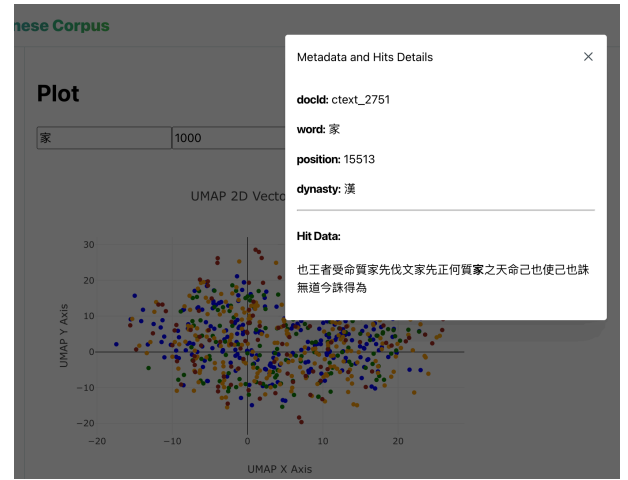 nese Corpus
Metadata and Hits Details
docId: ctext_2751
word: 家
position: 15513
dynasty: 漢
Hit Data:
也王者受命質家先伐文家先正何質家之天命己也使己也誅
無道今誅得為
Plot
家
1000
UMAP 2D Vecto
UMAP Y Axis
30
20
10
0
−10
−20
−20
−10
0
10
20
UMAP X Axis